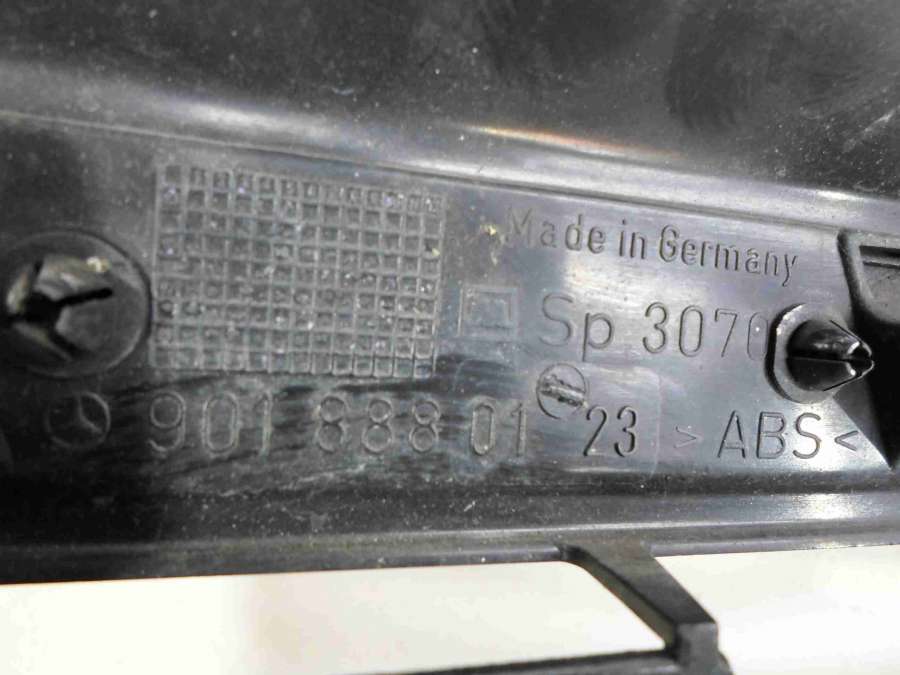 Made in Germany
Sp 3070
901 888 01 23 > ABS <